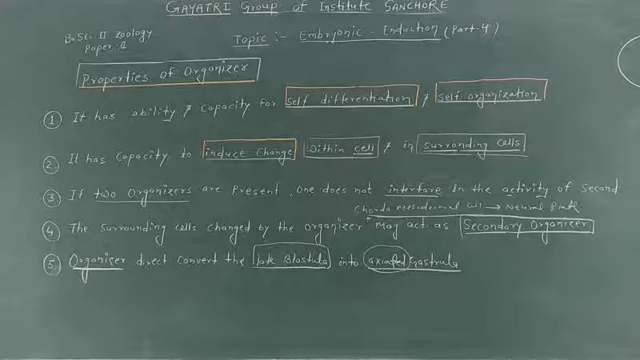 GAYATRI Group of Institute SANCHORE
B.Sc. II Zoology
Paper II
Topic :- Embryonic - Induction (Part-4)
Properties of Organizer
① It has ability & Capacity for self differentiation & self organization
② It has Capacity to induce Change within cell & in surronding cells
③ If two organizers are Present, one does not interfare in the activity of second
Chorda mesodermal cell → Neural Plate
④ The surrounding cells changed by the organizer may act as Secondary Organizer
⑤ Organizer direct convert the late Blastula into axiated gastrula